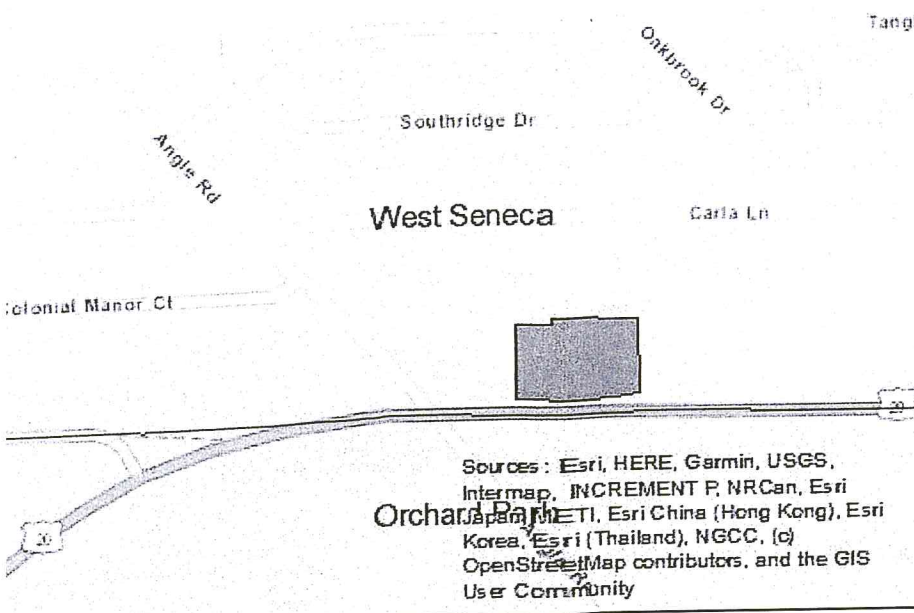 Tang
Oakbrook Dr
Southridge Dr
Angle Rd
West Seneca
Carla Ln
Colonial Manor Ct
20
Sources: Esri, HERE, Garmin, USGS,
Intermap, INCREMENT P, NRCan, Esri
Orchard Park
Japan, METI, Esri China (Hong Kong), Esri
20
Korea, Esri (Thailand), NGCC, (c)
OpenStreetMap contributors, and the GIS
User Community